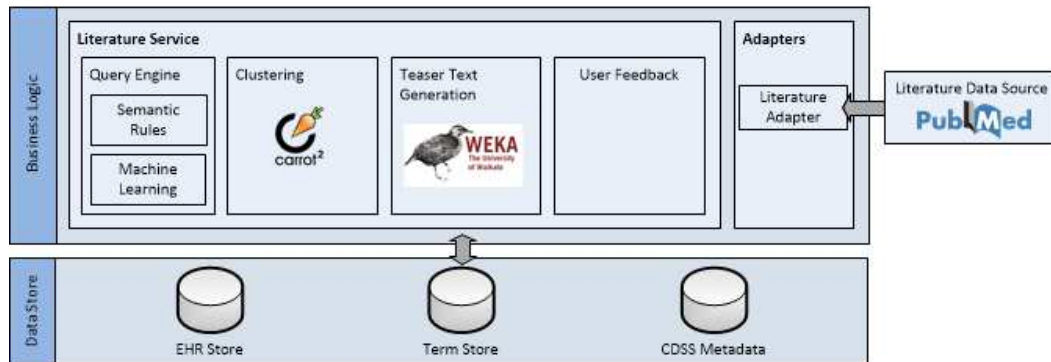 Business Logic
Literature Service
Query Engine
Semantic
Rules
Machine
Learning
Clustering
carrot²
Teaser Text
Generation
WEKA
The University
of Waikato
User Feedback
Adapters
Literature
Adapter
Literature Data Source
PubMed
Data Store
EHR Store
Term Store
CDSS Metadata